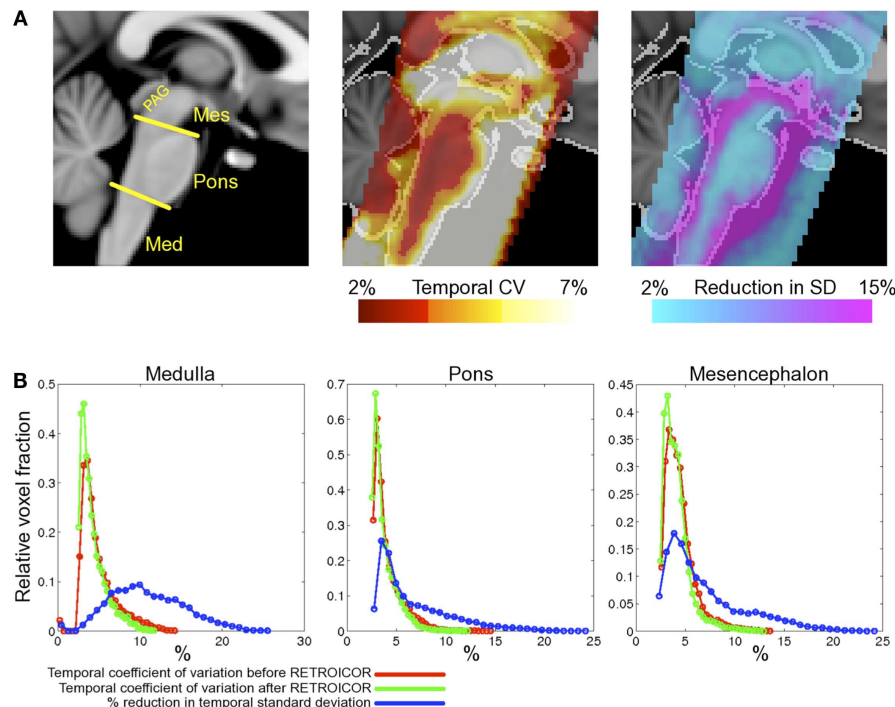 A
PAG
Mes
Pons
Med
2% Temporal CV 7%
2% Reduction in SD 15%
B
Medulla
Pons
Mesencephalon
Relative voxel fraction
0.5
0.4
0.3
0.2
0.1
0
0 10 20 30
%
0.7
0.6
0.5
0.4
0.3
0.2
0.1
0
0 5 10 15 20 25
%
0.45
0.4
0.35
0.3
0.25
0.2
0.15
0.1
0.05
0
0 5 10 15 20 25
%
Temporal coefficient of variation before RETROICOR
Temporal coefficient of variation after RETROICOR
% reduction in temporal standard deviation